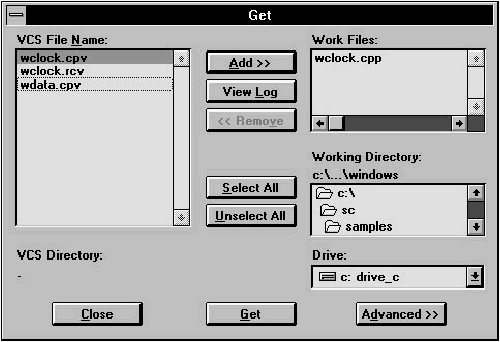 Get
VCS File Name:
wclock.cpv
wclock.rcv
wdata.cpv
Add >>
View Log
<< Remove
Select All
Unselect All
Work Files:
wclock.cpp
Working Directory:
c:\...\windows
c:\
sc
samples
VCS Directory:
-
Drive:
c: drive_c
Close
Get
Advanced >>